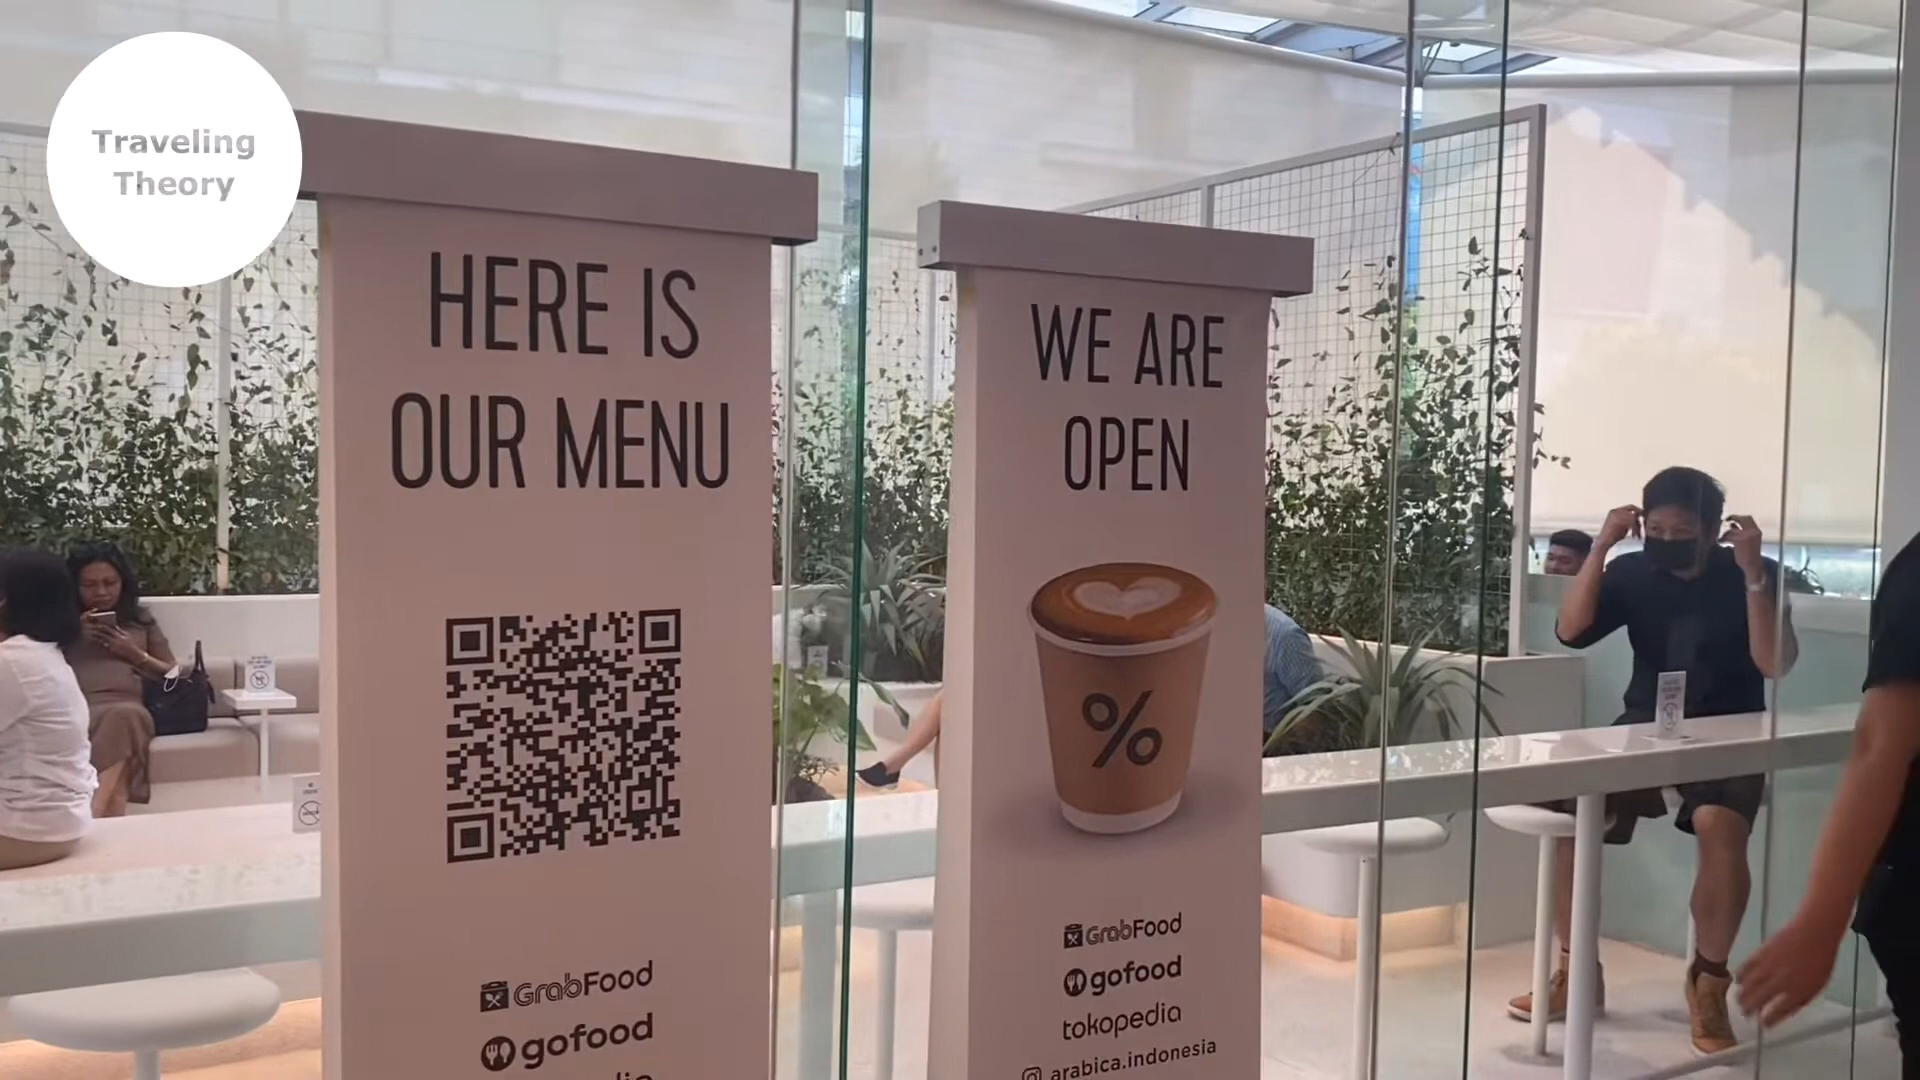 Traveling
Theory
HERE IS
OUR MENU
GrabFood
gofood
WE ARE
OPEN
%
GrabFood
gofood
tokopedia
arabica.indonesia